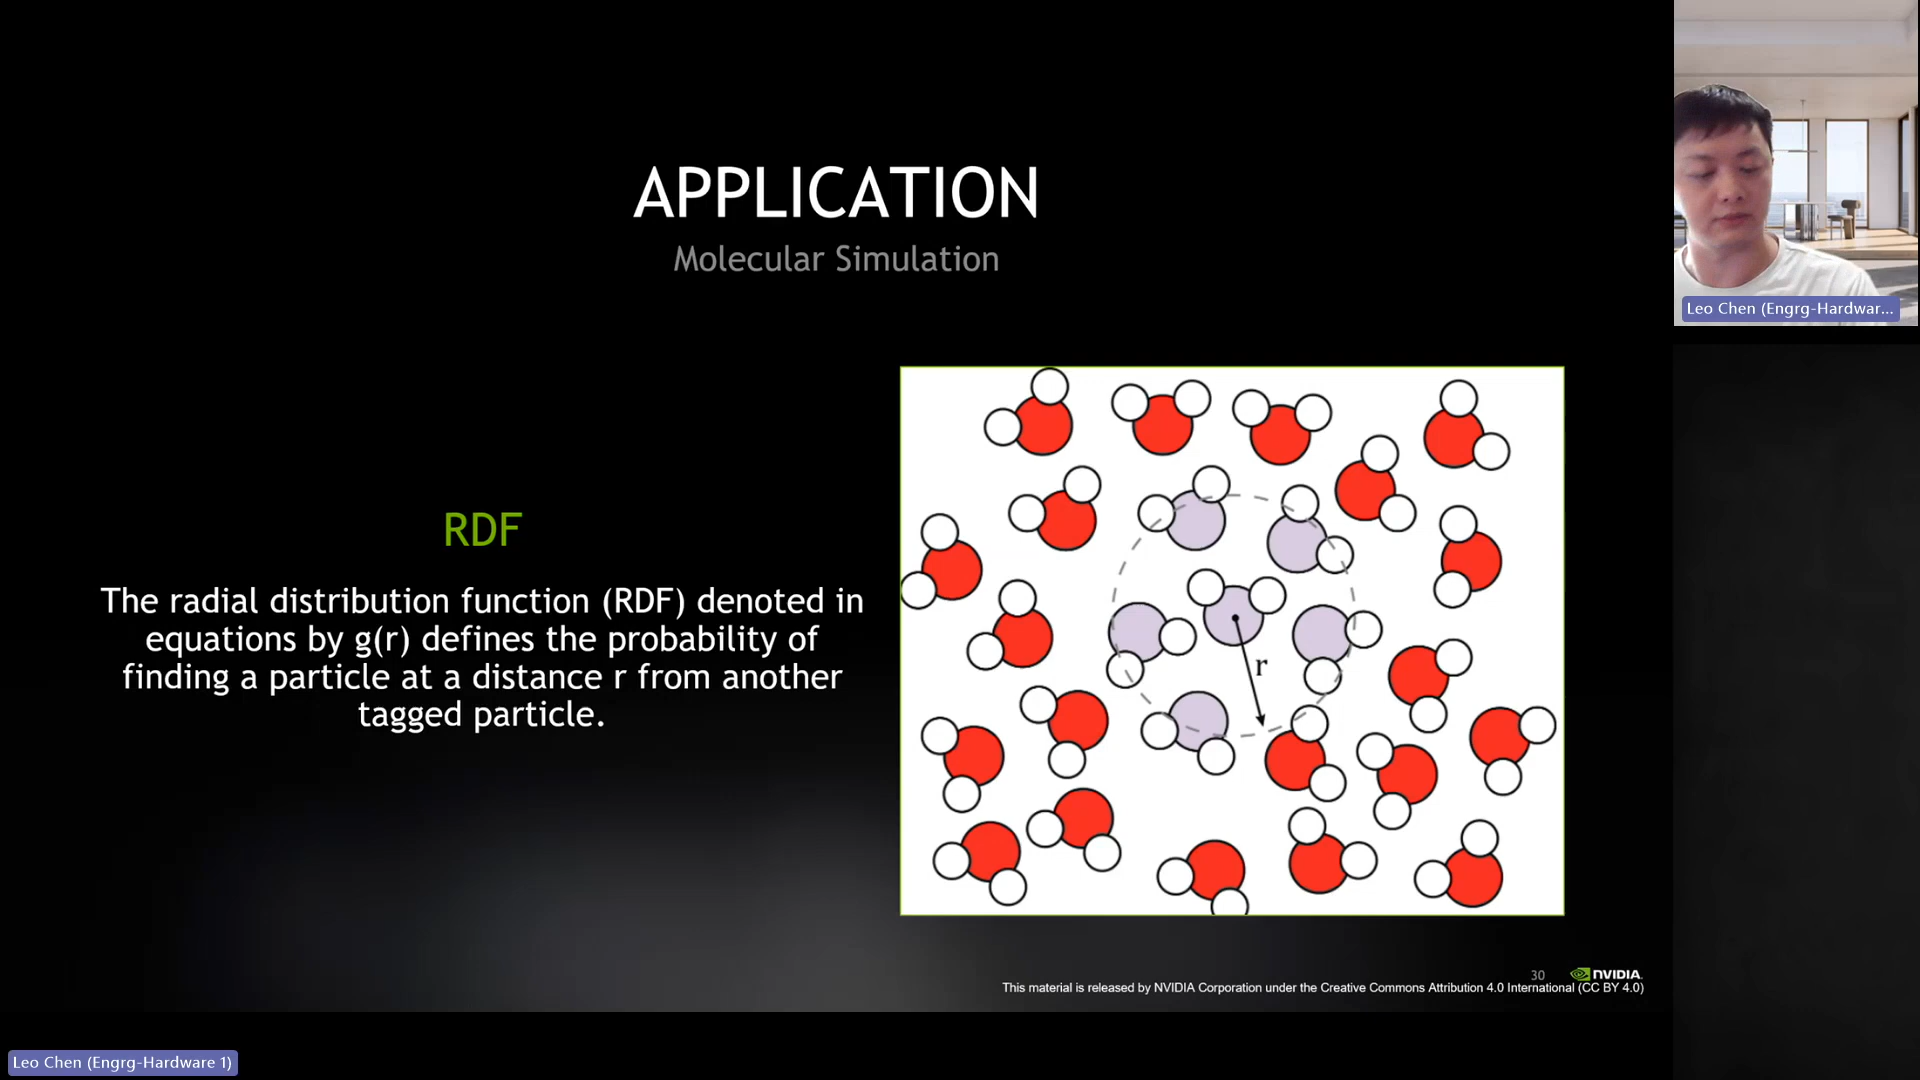 APPLICATION
Molecular Simulation
Leo Chen (Engrg-Hardwar...
RDF
The radial distribution function (RDF) denoted in
equations by g(r) defines the probability of
finding a particle at a distance r from another
tagged particle.
r
30
NVIDIA.
This material is released by NVIDIA Corporation under the Creative Commons Attribution 4.0 International (CC BY 4.0)
Leo Chen (Engrg-Hardware 1)